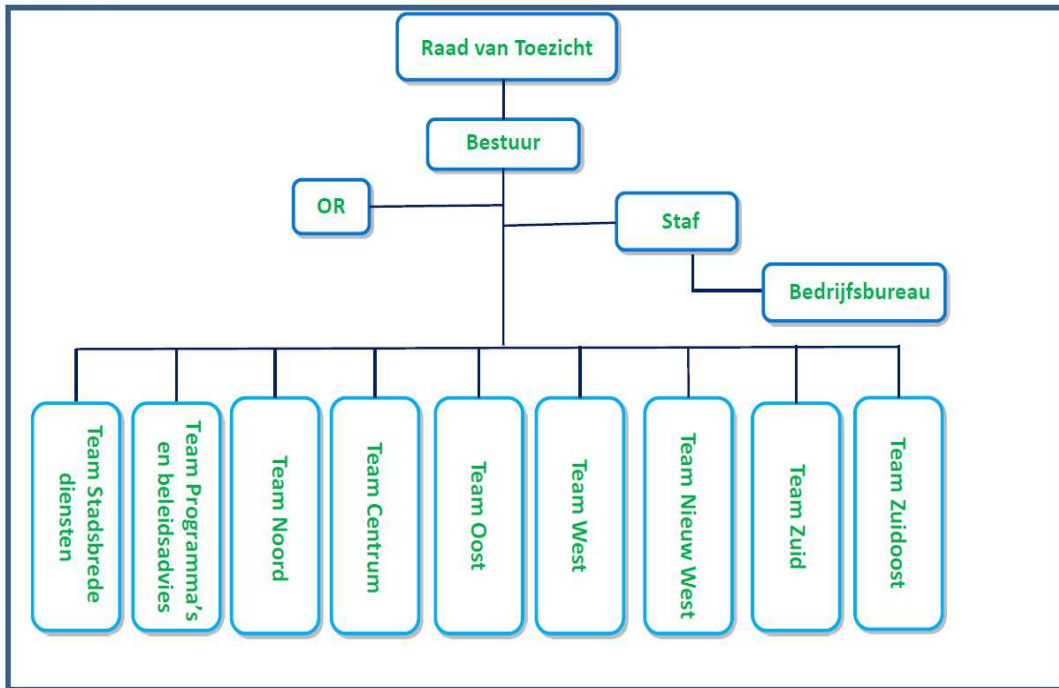 Raad van Toezicht
Bestuur
OR
Staf
Bedrijfsbureau
Team Stadsbrede
diensten
Team Programma's
en beleidsadvies
Team Noord
Team Centrum
Team Oost
Team West
Team Nieuw West
Team Zuid
Team Zuidoost